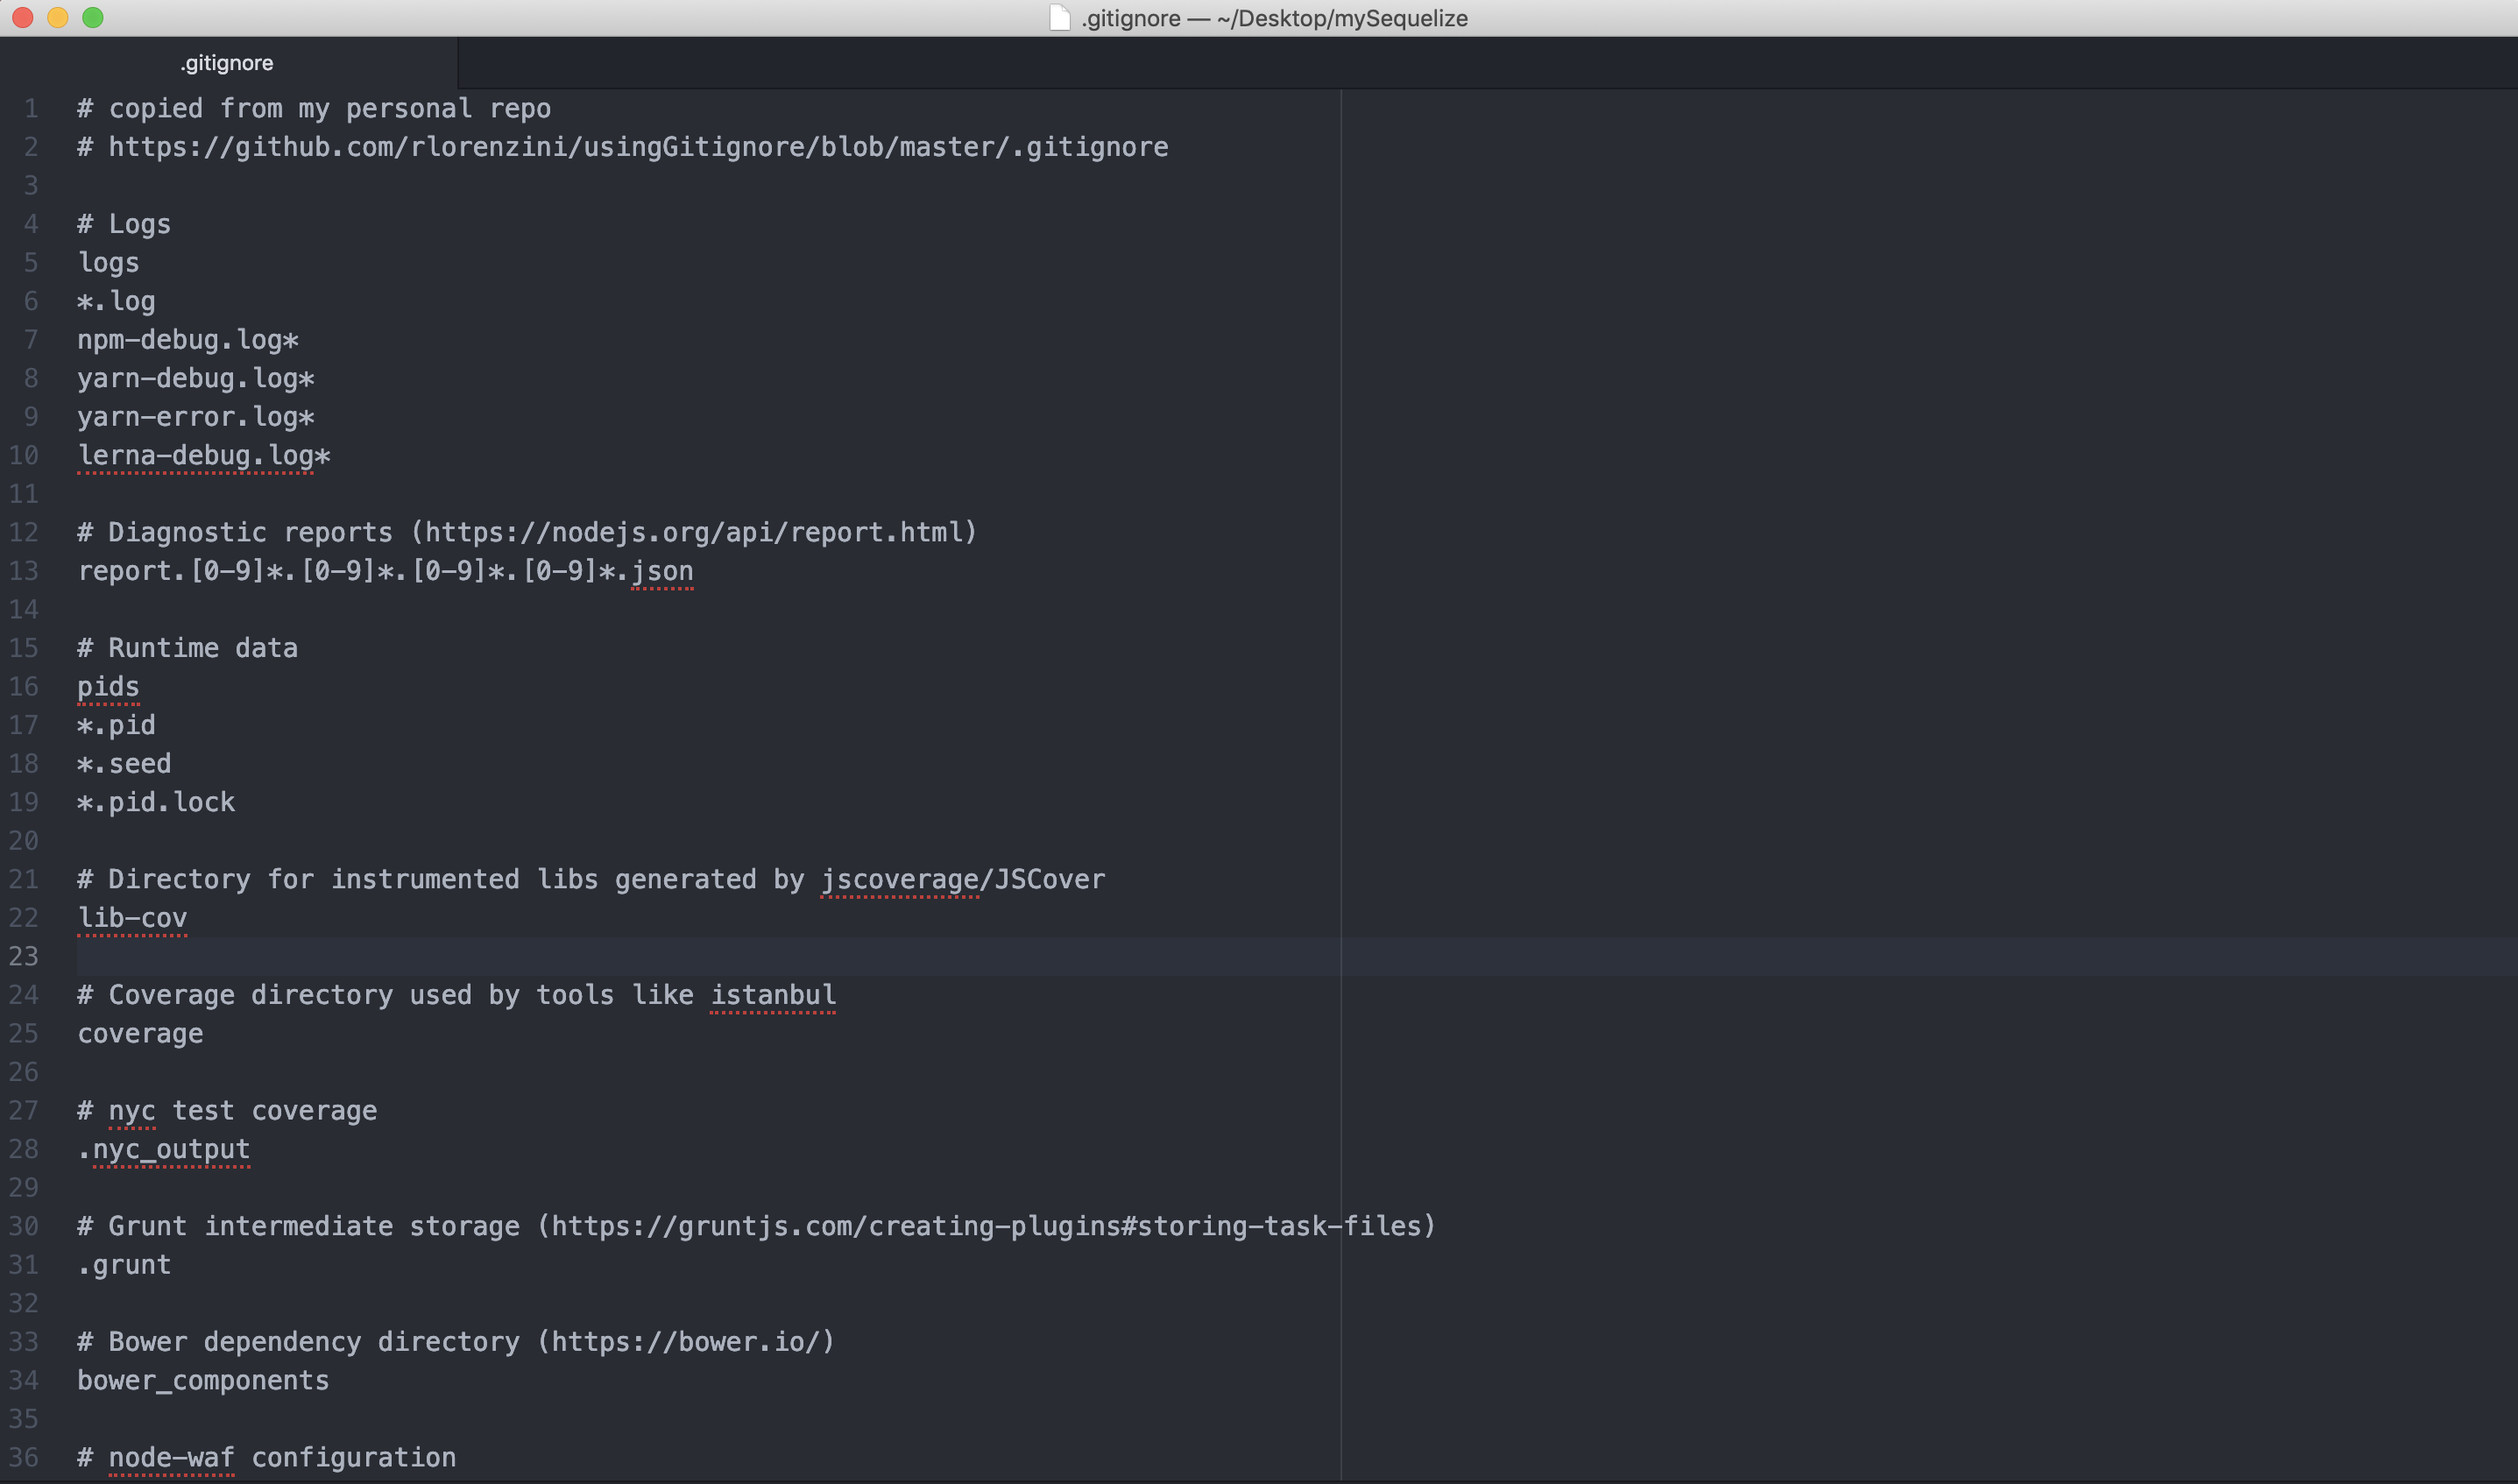 .gitignore — ~/Desktop/mySequelize
.gitignore
1 # copied from my personal repo
2 # https://github.com/rlorenzini/usingGitignore/blob/master/.gitignore
3
4 # Logs
5 logs
6 *.log
7 npm-debug.log*
8 yarn-debug.log*
9 yarn-error.log*
10 lerna-debug.log*
11
12 # Diagnostic reports (https://nodejs.org/api/report.html)
13 report.[0-9]*.[0-9]*.[0-9]*.[0-9]*.json
14
15 # Runtime data
16 pids
17 *.pid
18 *.seed
19 *.pid.lock
20
21 # Directory for instrumented libs generated by jscoverage/JSCover
22 lib-cov
23
24 # Coverage directory used by tools like istanbul
25 coverage
26
27 # nyc test coverage
28 .nyc_output
29
30 # Grunt intermediate storage (https://gruntjs.com/creating-plugins#storing-task-files)
31 .grunt
32
33 # Bower dependency directory (https://bower.io/)
34 bower_components
35
36 # node-waf configuration